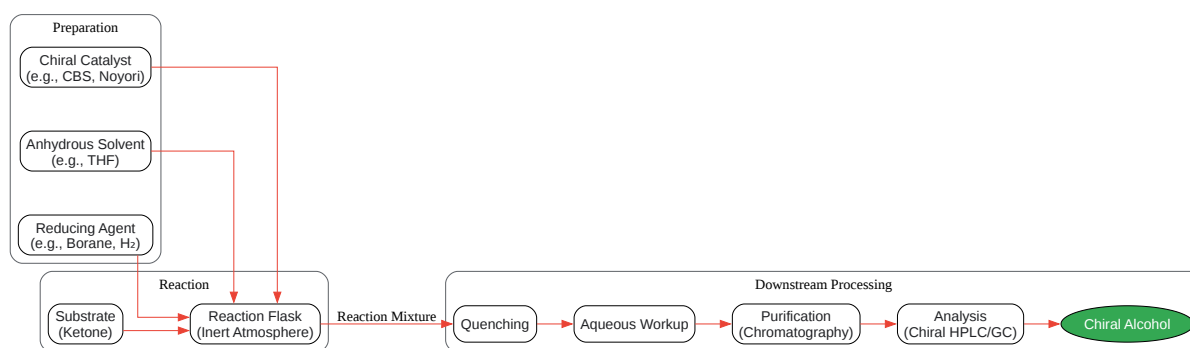 Preparation
Chiral Catalyst
(e.g., CBS, Noyori)
Anhydrous Solvent
(e.g., THF)
Reducing Agent
(e.g., Borane, H₂)
Reaction
Substrate
(Ketone)
Reaction Flask
(Inert Atmosphere)
Reaction Mixture
Downstream Processing
Quenching
Aqueous Workup
Purification
(Chromatography)
Analysis
(Chiral HPLC/GC)
Chiral Alcohol